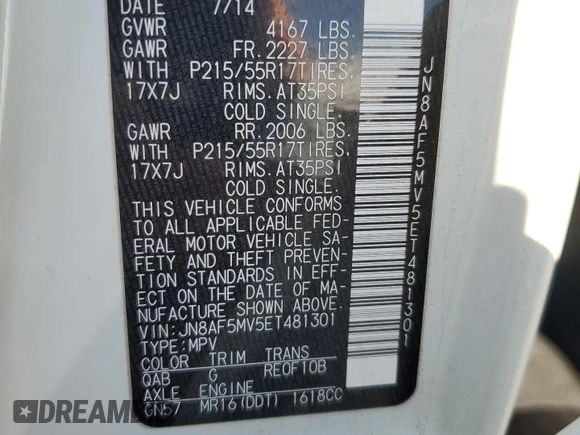 DATE 7/14
GVWR 4167 LBS.
GAWR FR. 2227 LBS.
WITH P215/55R17TIRES.
17X7J RIMS. AT35PSI
COLD SINGLE.
GAWR RR. 2006 LBS.
WITH P215/55R17TIRES.
17X7J RIMS. AT35PSI
COLD SINGLE.
THIS VEHICLE CONFORMS
TO ALL APPLICABLE FED-
ERAL MOTOR VEHICLE SA-
FETY AND THEFT PREVEN-
TION STANDARDS IN EFF-
ECT ON THE DATE OF MA-
NUFACTURE SHOWN ABOVE.
VIN: JN8AF5MV5ET481301
TYPE: MPV
COLOR TRIM TRANS
QAB G RE0F10B
AXLE ENGINE
GN57 MR16(DDT) 1618CC
JN8AF5MV5ET481301
DCARFAST.COM